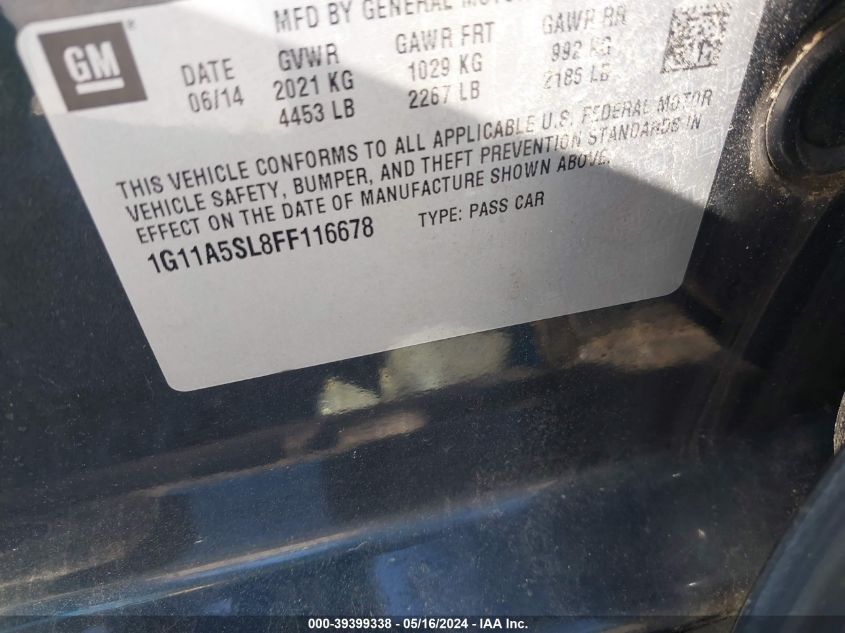 MFD BY GENERAL MOTOR
GM ®
DATE GVWR GAWR FRT GAWR RR
06/14 2021 KG 1029 KG 992 KG
4453 LB 2267 LB 2185 LB
THIS VEHICLE CONFORMS TO ALL APPLICABLE U.S. FEDERAL MOTOR
VEHICLE SAFETY, BUMPER, AND THEFT PREVENTION STANDARDS IN
EFFECT ON THE DATE OF MANUFACTURE SHOWN ABOVE.
1G11A5SL8FF116678 TYPE: PASS CAR
000-39399338 - 05/16/2024 - IAA Inc.